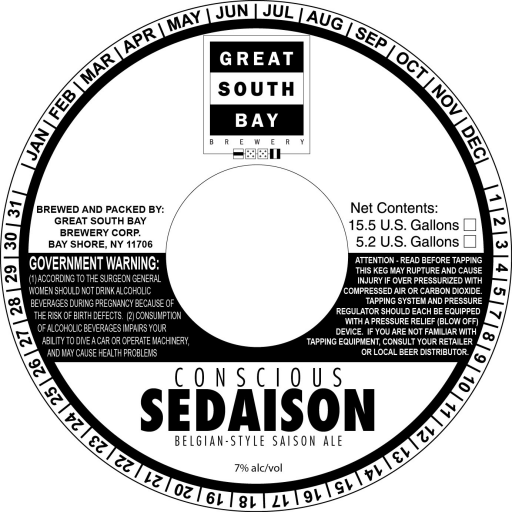 JAN | FEB | MAR | APR | MAY | JUN | JUL | AUG | SEP | OCT | NOV | DEC
GREAT
SOUTH
BAY
BREWERY
BREWED AND PACKED BY:
GREAT SOUTH BAY
BREWERY CORP.
BAY SHORE, NY 11706
Net Contents:
15.5 U.S. Gallons
5.2 U.S. Gallons
GOVERNMENT WARNING:
(1) ACCORDING TO THE SURGEON GENERAL
WOMEN SHOULD NOT DRINK ALCOHOLIC
BEVERAGES DURING PREGNANCY BECAUSE OF
THE RISK OF BIRTH DEFECTS. (2) CONSUMPTION
OF ALCOHOLIC BEVERAGES IMPAIRS YOUR
ABILITY TO DIVE A CAR OR OPERATE MACHINERY,
AND MAY CAUSE HEALTH PROBLEMS
ATTENTION - READ BEFORE TAPPING
THIS KEG MAY RUPTURE AND CAUSE
INJURY IF OVER PRESSURIZED WITH
COMPRESSED AIR OR CARBON DIOXIDE.
TAPPING SYSTEM AND PRESSURE
REGULATOR SHOULD EACH BE EQUIPPED
WITH A PRESSURE RELIEF (BLOW OFF)
DEVICE. IF YOU ARE NOT FAMILIAR WITH
TAPPING EQUIPMENT, CONSULT YOUR RETAILER
OR LOCAL BEER DISTRIBUTOR.
CONSCIOUS
SEDAISON
BELGIAN-STYLE SAISON ALE
7% alc/vol
1 | 2 | 3 | 4 | 5 | 6 | 7 | 8 | 9 | 10 | 11 | 12 | 13 | 14 | 15 | 16 | 17 | 18 | 19 | 20 | 21 | 22 | 23 | 24 | 25 | 26 | 27 | 28 | 29 | 30 | 31